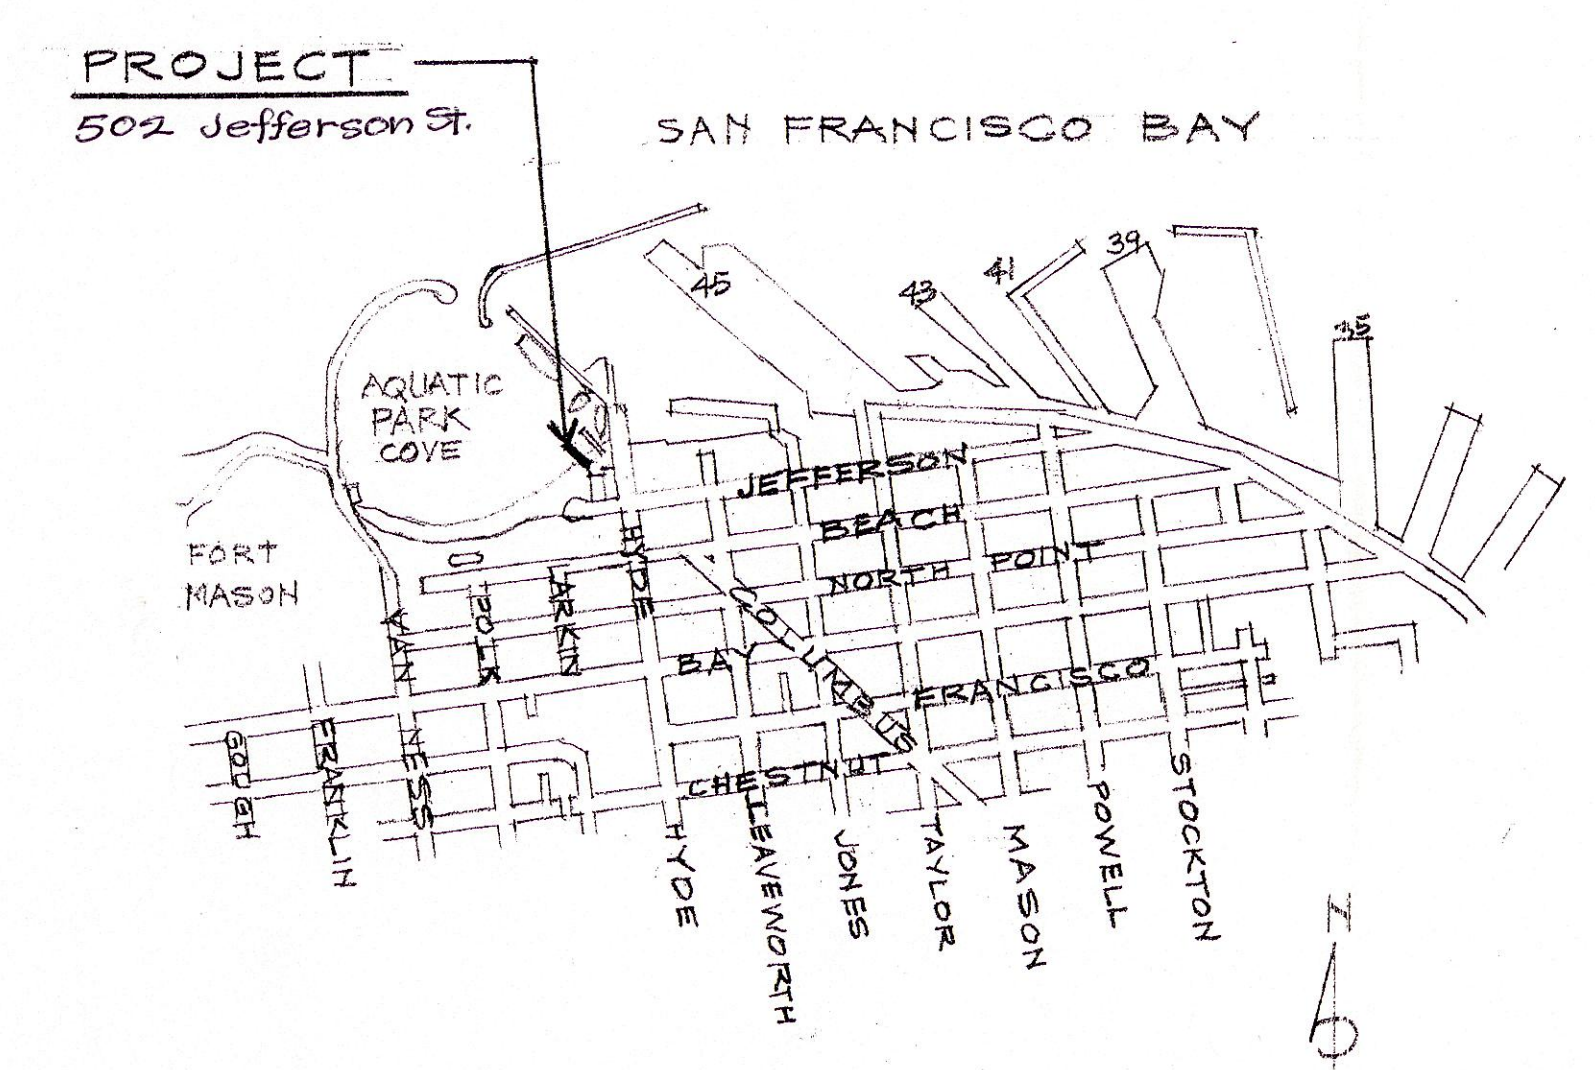 PROJECT
502 Jefferson St.
SAN FRANCISCO BAY
45
43
41
39
35
AQUATIC
PARK
COVE
FORT
MASON
JEFFERSON
BEACH
NORTH POINT
BAY
FRANCISCO
CHESTNUT
COLUMBUS
HYDE
LARKIN
POLK
VAN
NESS
GOUGH
FRANKLIN
HYDE
LEAVEWORTH
JONES
TAYLOR
MASON
POWELL
STOCKTON
N